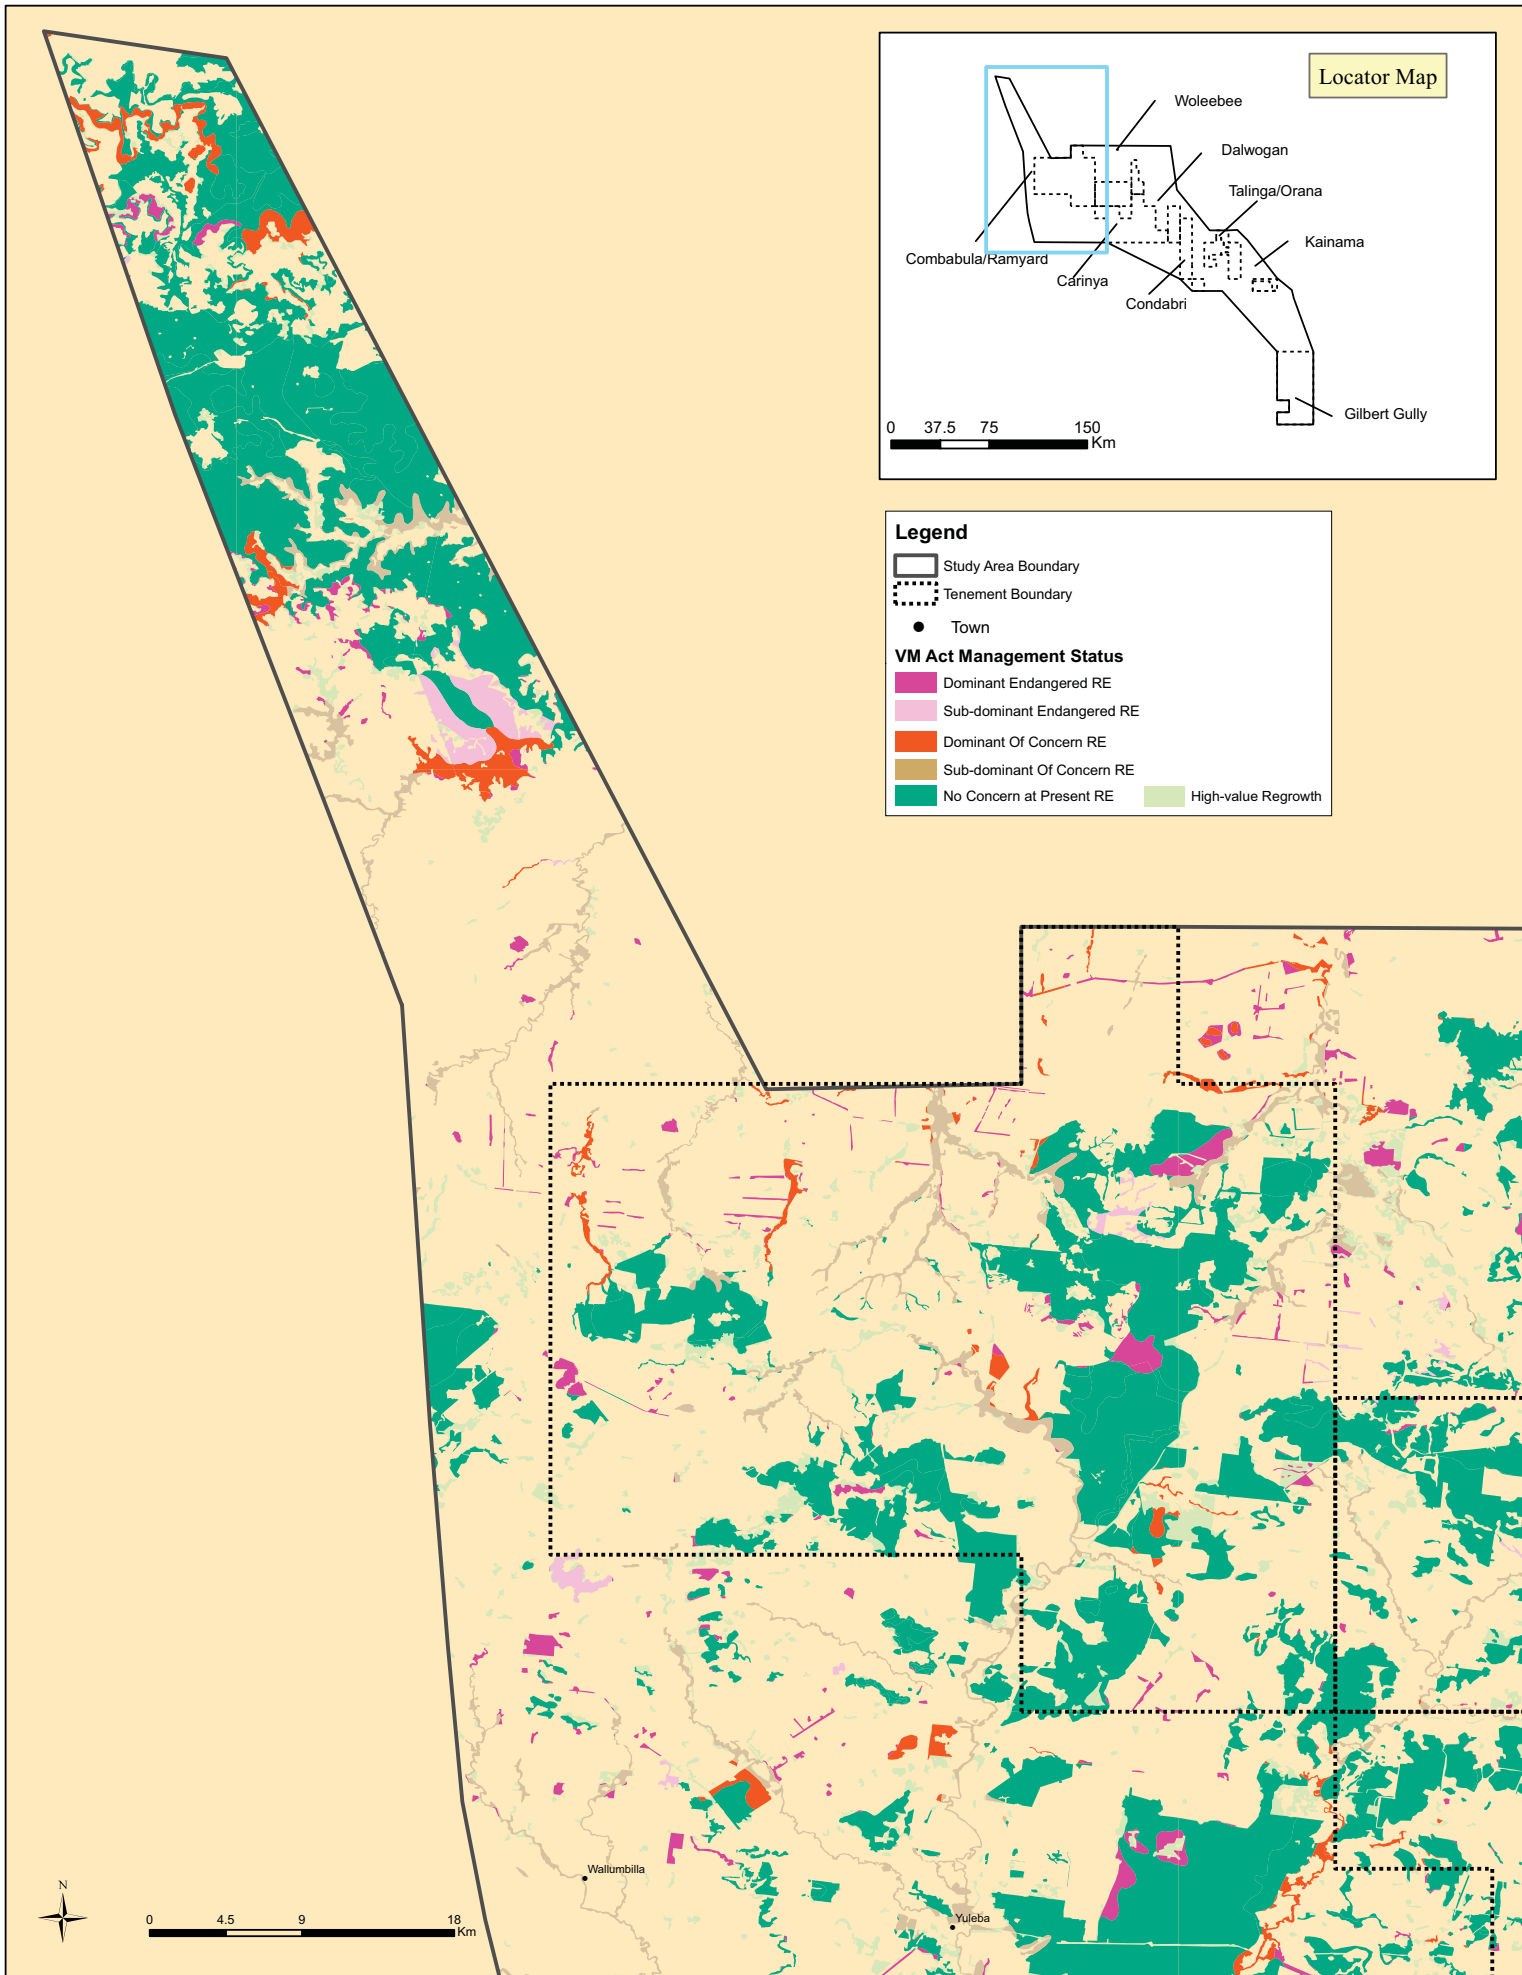 Locator Map
Woleebee
Dalwogan
Talinga/Orana
Kainama
Combabula/Ramyard
Carinya
Condabri
Gilbert Gully
0 37.5 75 150
Km
Legend
Study Area Boundary
Tenement Boundary
Town
VM Act Management Status
Dominant Endangered RE
Sub-dominant Endangered RE
Dominant Of Concern RE
Sub-dominant Of Concern RE
No Concern at Present RE High-value Regrowth
Wallumbilla
Yuleba
N
0 4.5 9 18
Km